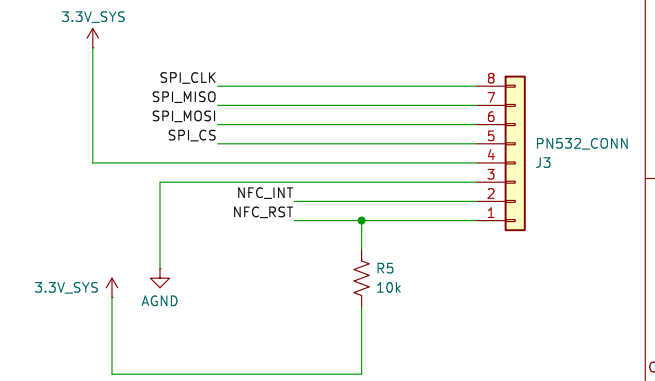 3.3V_SYS
SPI_CLK
8
SPI_MISO
7
SPI_MOSI
6
SPI_CS
5
PN532_CONN
4
J3
3
NFC_INT
2
NFC_RST
1
R5
3.3V_SYS
10k
AGND